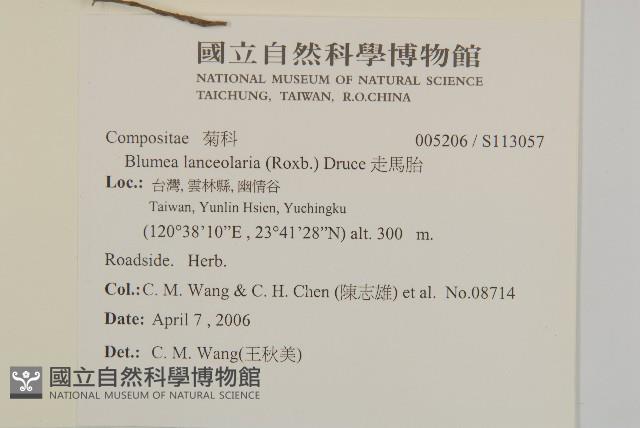 國立自然科學博物館
NATIONAL MUSEUM OF NATURAL SCIENCE
TAICHUNG, TAIWAN, R.O.CHINA
Compositae 菊科 005206 / S113057
Blumea lanceolaria (Roxb.) Druce 走馬胎
Loc.: 台灣, 雲林縣, 幽情谷
Taiwan, Yunlin Hsien, Yuchingku
(120°38’10”E , 23°41’28”N) alt. 300 m.
Roadside. Herb.
Col.: C. M. Wang & C. H. Chen (陳志雄) et al. No.08714
Date: April 7 , 2006
Det.: C. M. Wang(王秋美)
國立自然科學博物館
NATIONAL MUSEUM OF NATURAL SCIENCE